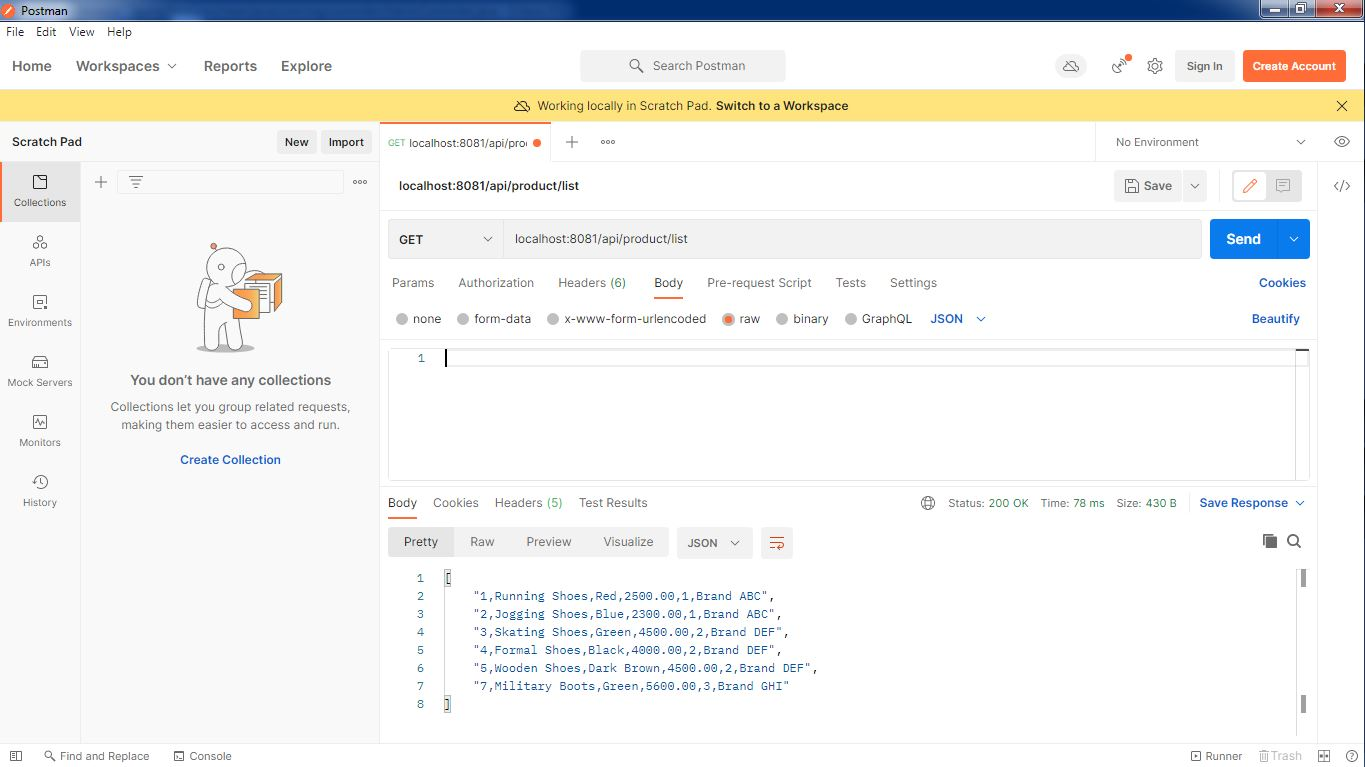 Postman
File Edit View Help
Home Workspaces Reports Explore Search Postman Sign In Create Account
Working locally in Scratch Pad. Switch to a Workspace
Scratch Pad New Import
GET localhost:8081/api/pro No Environment
Collections
APIs
Environments
Mock Servers
Monitors
History
You don't have any collections
Collections let you group related requests,
making them easier to access and run.
Create Collection
localhost:8081/api/product/list Save
GET localhost:8081/api/product/list Send
Params Authorization Headers (6) Body Pre-request Script Tests Settings Cookies
none form-data x-www-form-urlencoded raw binary GraphQL JSON Beautify
1
Body Cookies Headers (5) Test Results Status: 200 OK Time: 78 ms Size: 430 B Save Response
Pretty Raw Preview Visualize JSON
1 [
2 "1,Running Shoes,Red,2500.00,1,Brand ABC",
3 "2,Jogging Shoes,Blue,2300.00,1,Brand ABC",
4 "3,Skating Shoes,Green,4500.00,2,Brand DEF",
5 "4,Formal Shoes,Black,4000.00,2,Brand DEF",
6 "5,Wooden Shoes,Dark Brown,4500.00,2,Brand DEF",
7 "7,Military Boots,Green,5600.00,3,Brand GHI"
8 ]
Find and Replace Console Runner Trash